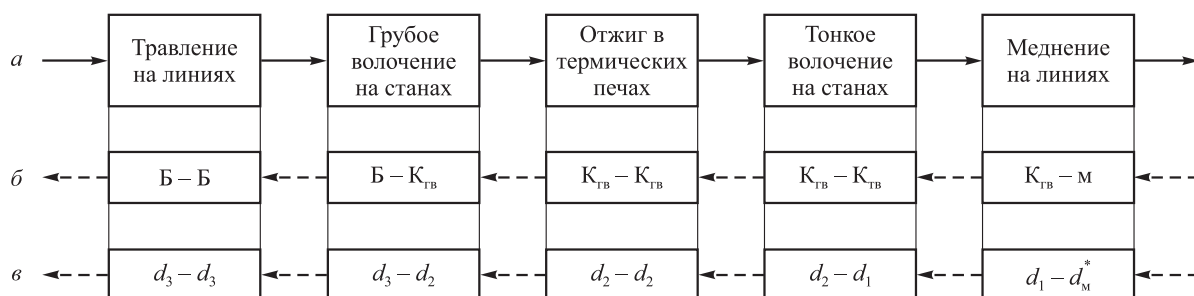 а
Травление
на линиях
Грубое
волочение
на станах
Отжиг в
термических
печах
Тонкое
волочение
на станах
Меднение
на линиях
б
Б – Б
Б – Кгв
Кгв – Кгв
Кгв – Ктв
Кгв – м
в
d3 – d3
d3 – d2
d2 – d2
d2 – d1
d1 – dм*